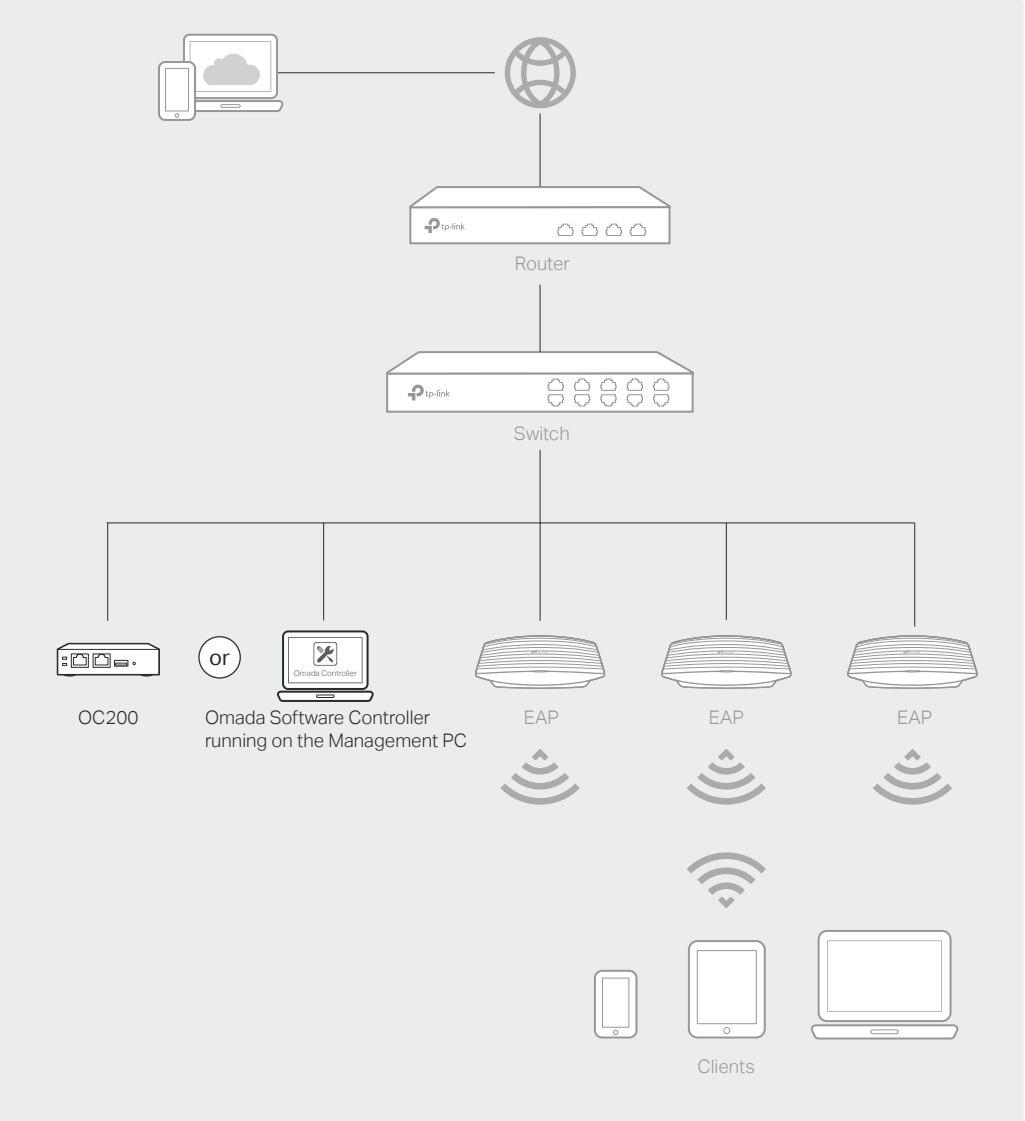 tp-link
Router
tp-link
Switch
or
Omada Controller
OC200
Omada Software Controller
running on the Management PC
EAP
EAP
EAP
Clients